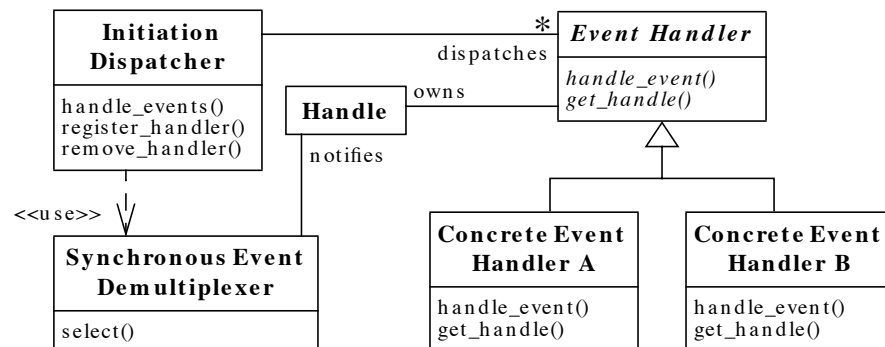 Initiation
Dispatcher
handle_events()
register_handler()
remove_handler()
*
dispatches
Event Handler
handle_event()
get_handle()
Handle
owns
notifies
<<use>>
Synchronous Event
Demultiplexer
select()
Concrete Event
Handler A
handle_event()
get_handle()
Concrete Event
Handler B
handle_event()
get_handle()